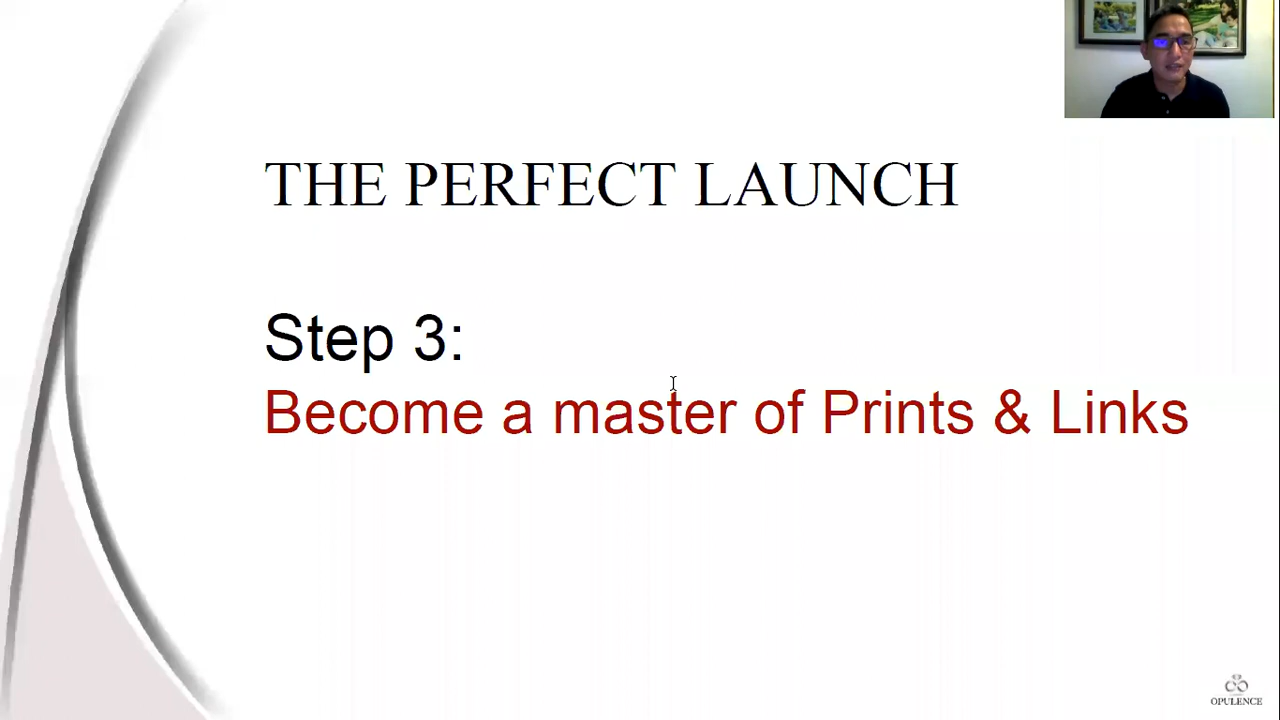 THE PERFECT LAUNCH
Step 3:
Become a master of Prints & Links
OPULENCE